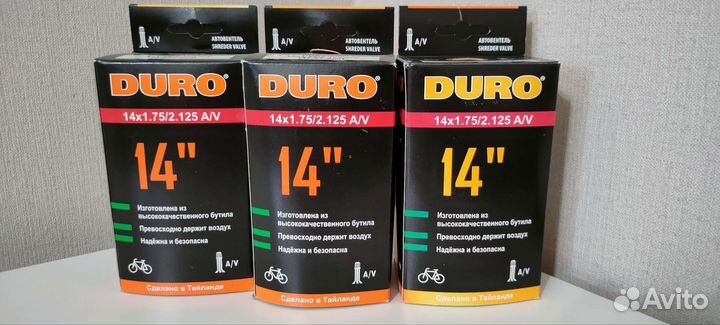 A/V
АВТОВЕНТЕЛЬ
SHREDER VALVE
DURO®
14x1.75/2.125 A/V
14"
Изготовлена из
высококачественного бутила
Превосходно держит воздух
Надёжна и безопасна
A/V
Сделано в Тайланде
A/V
АВТОВЕНТЕЛЬ
SHREDER VALVE
DURO®
14x1.75/2.125 A/V
14"
Изготовлена из
высококачественного бутила
Превосходно держит воздух
Надёжна и безопасна
A/V
Сделано в Тайланде
A/V
АВТОВЕНТЕЛЬ
SHREDER VALVE
DURO®
14x1.75/2.125 A/V
14"
Изготовлена из
высококачественного бутила
Превосходно держит воздух
Надёжна и безопасна
A/V
Сделано в Тайланде
Avito